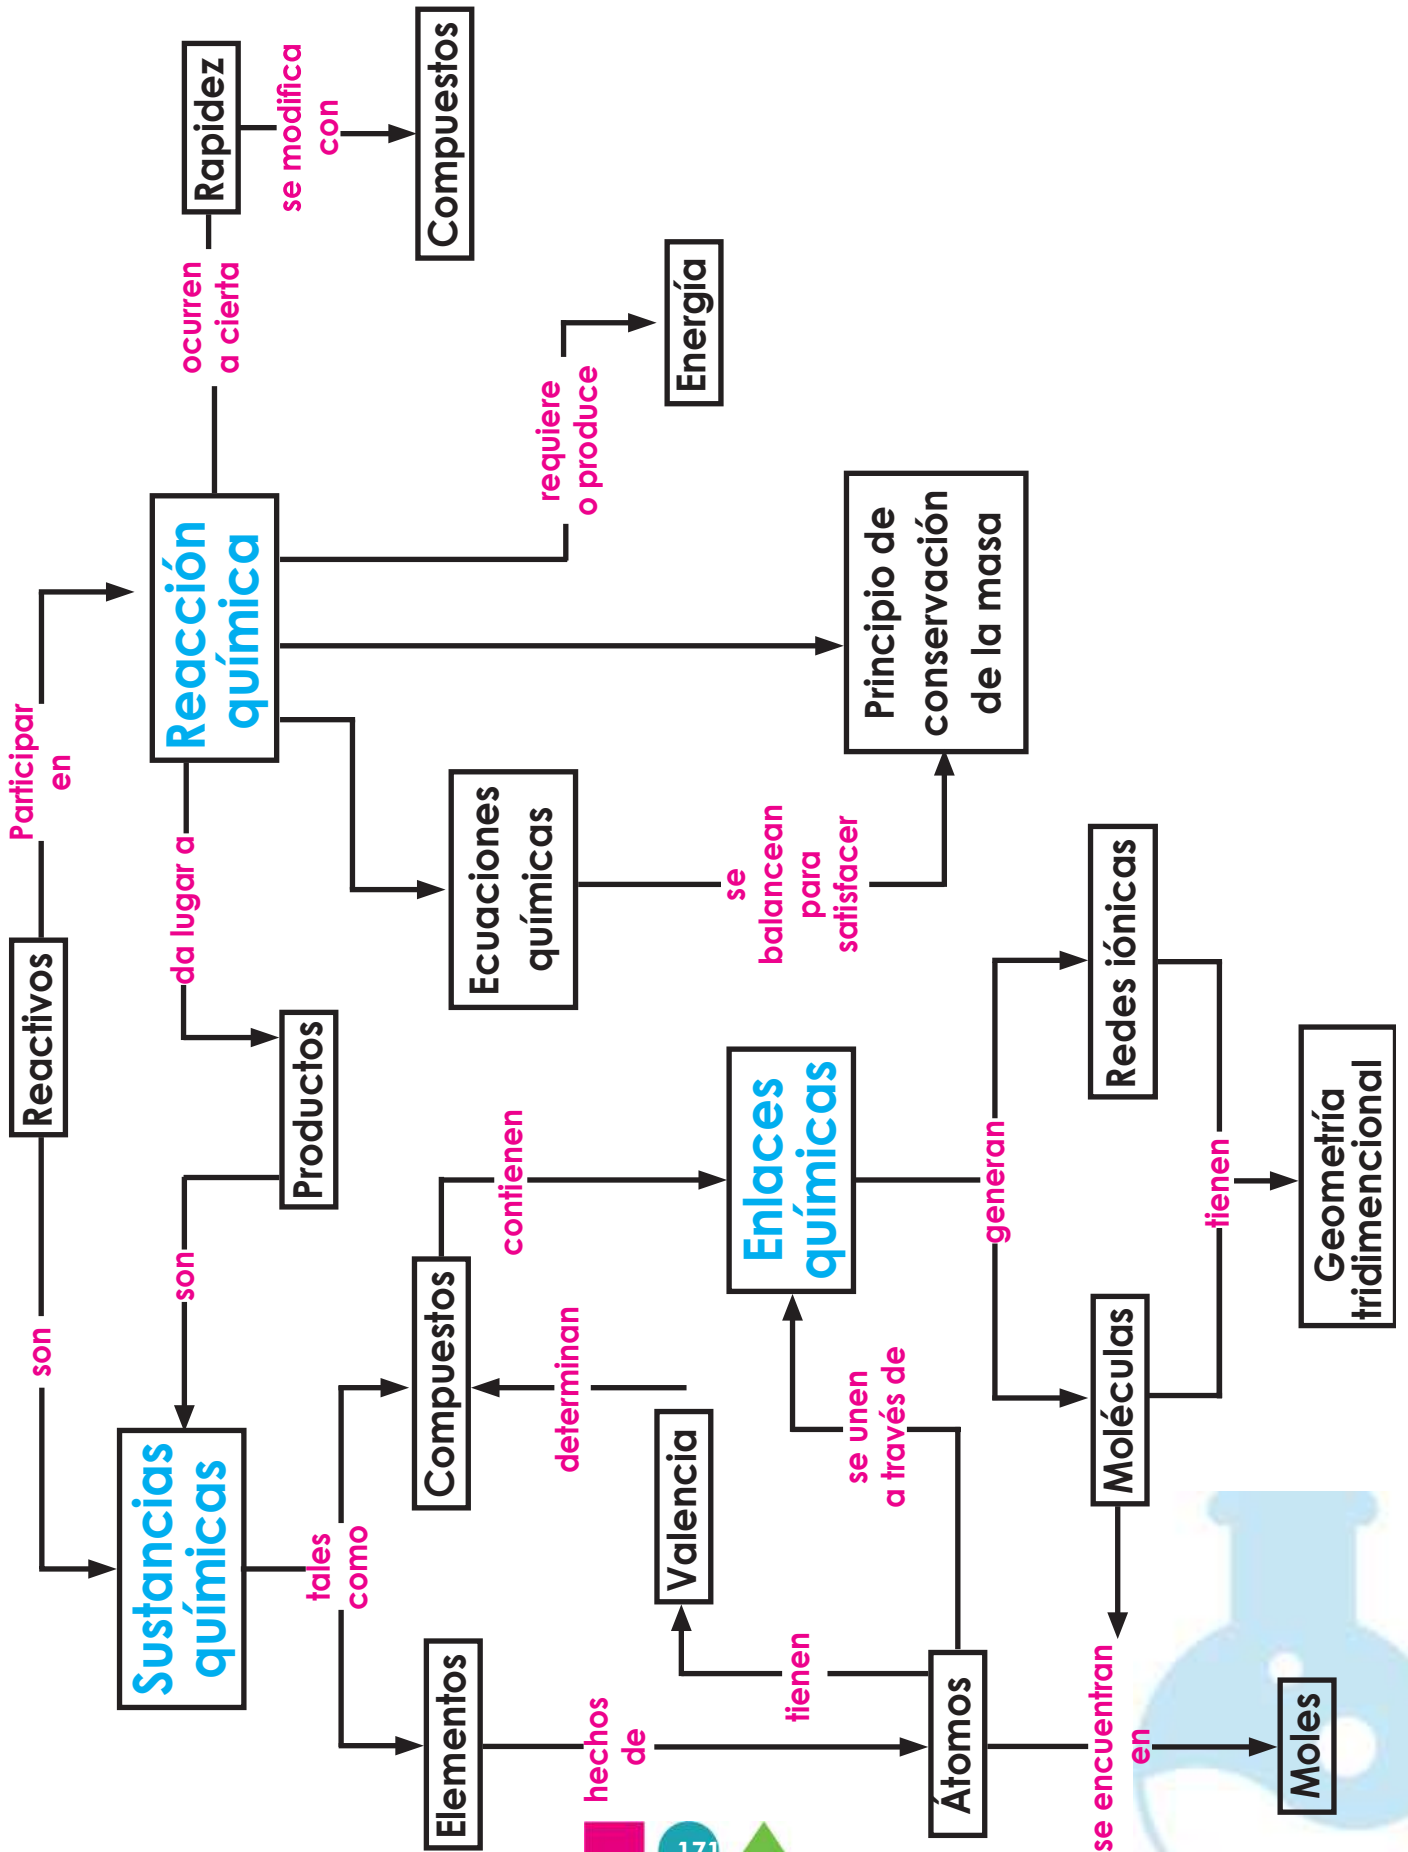 Reactivos
son
Participar
en
Sustancias
químicas
son
Productos
da lugar a
Reacción
química
ocurren
a cierta
Rapidez
se modifica
con
Compuestos
tales
como
Elementos
Compuestos
contienen
Ecuaciones
químicas
requiere
o produce
Energía
hechos
de
determinan
Valencia
tienen
Enlaces
químicas
se
balancean
para
satisfacer
Principio de
conservación
de la masa
se unen
a través de
Átomos
generan
Moléculas
Redes iónicas
se encuentran
en
tienen
Moles
Geometría
tridimencional
171